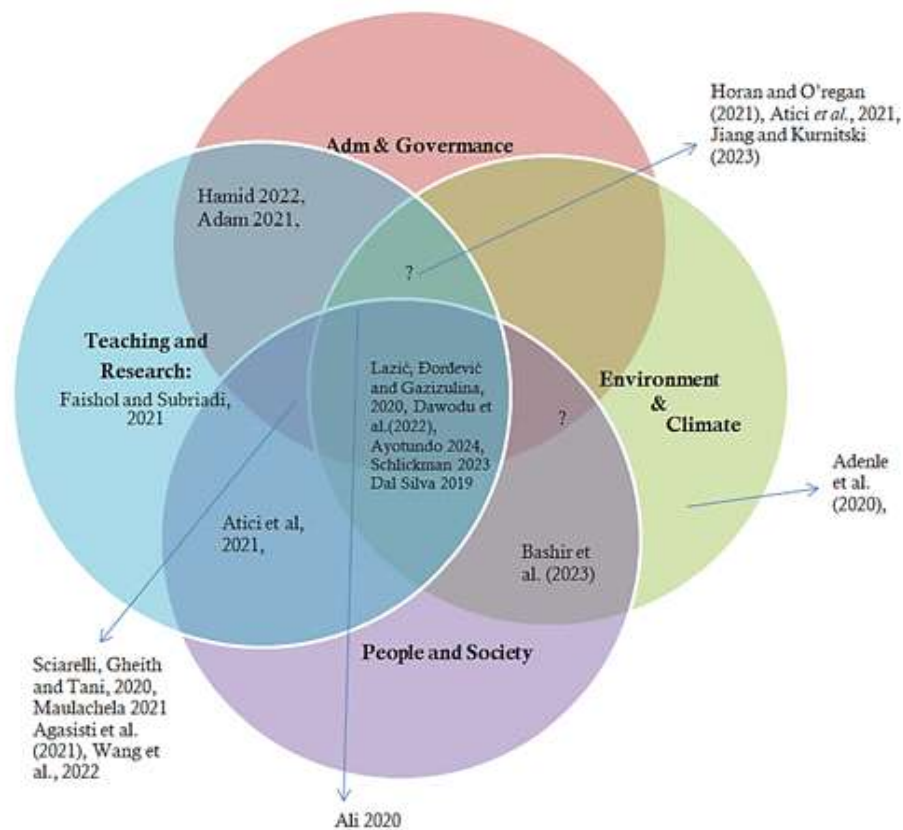 Horan and O'regan
(2021), Atici et al., 2021,
Jiang and Kurnitski
(2023)
Adm & Govermance
Hamid 2022,
Adam 2021,
?
Teaching and
Research:
Faishol and Subriadi,
2021
Lazić, Đorđević
and Gazizulina,
2020, Dawodu et
al.(2022),
Ayotundo 2024,
Schlickman 2023
Dal Silva 2019
Environment
&
Climate
?
Adenle
et al.
(2020),
Atici et al,
2021,
Bashir et
al. (2023)
People and Society
Sciarelli, Gheith
and Tani, 2020,
Maulachela 2021
Agasisti et al.
(2021), Wang et
al., 2022
Ali 2020